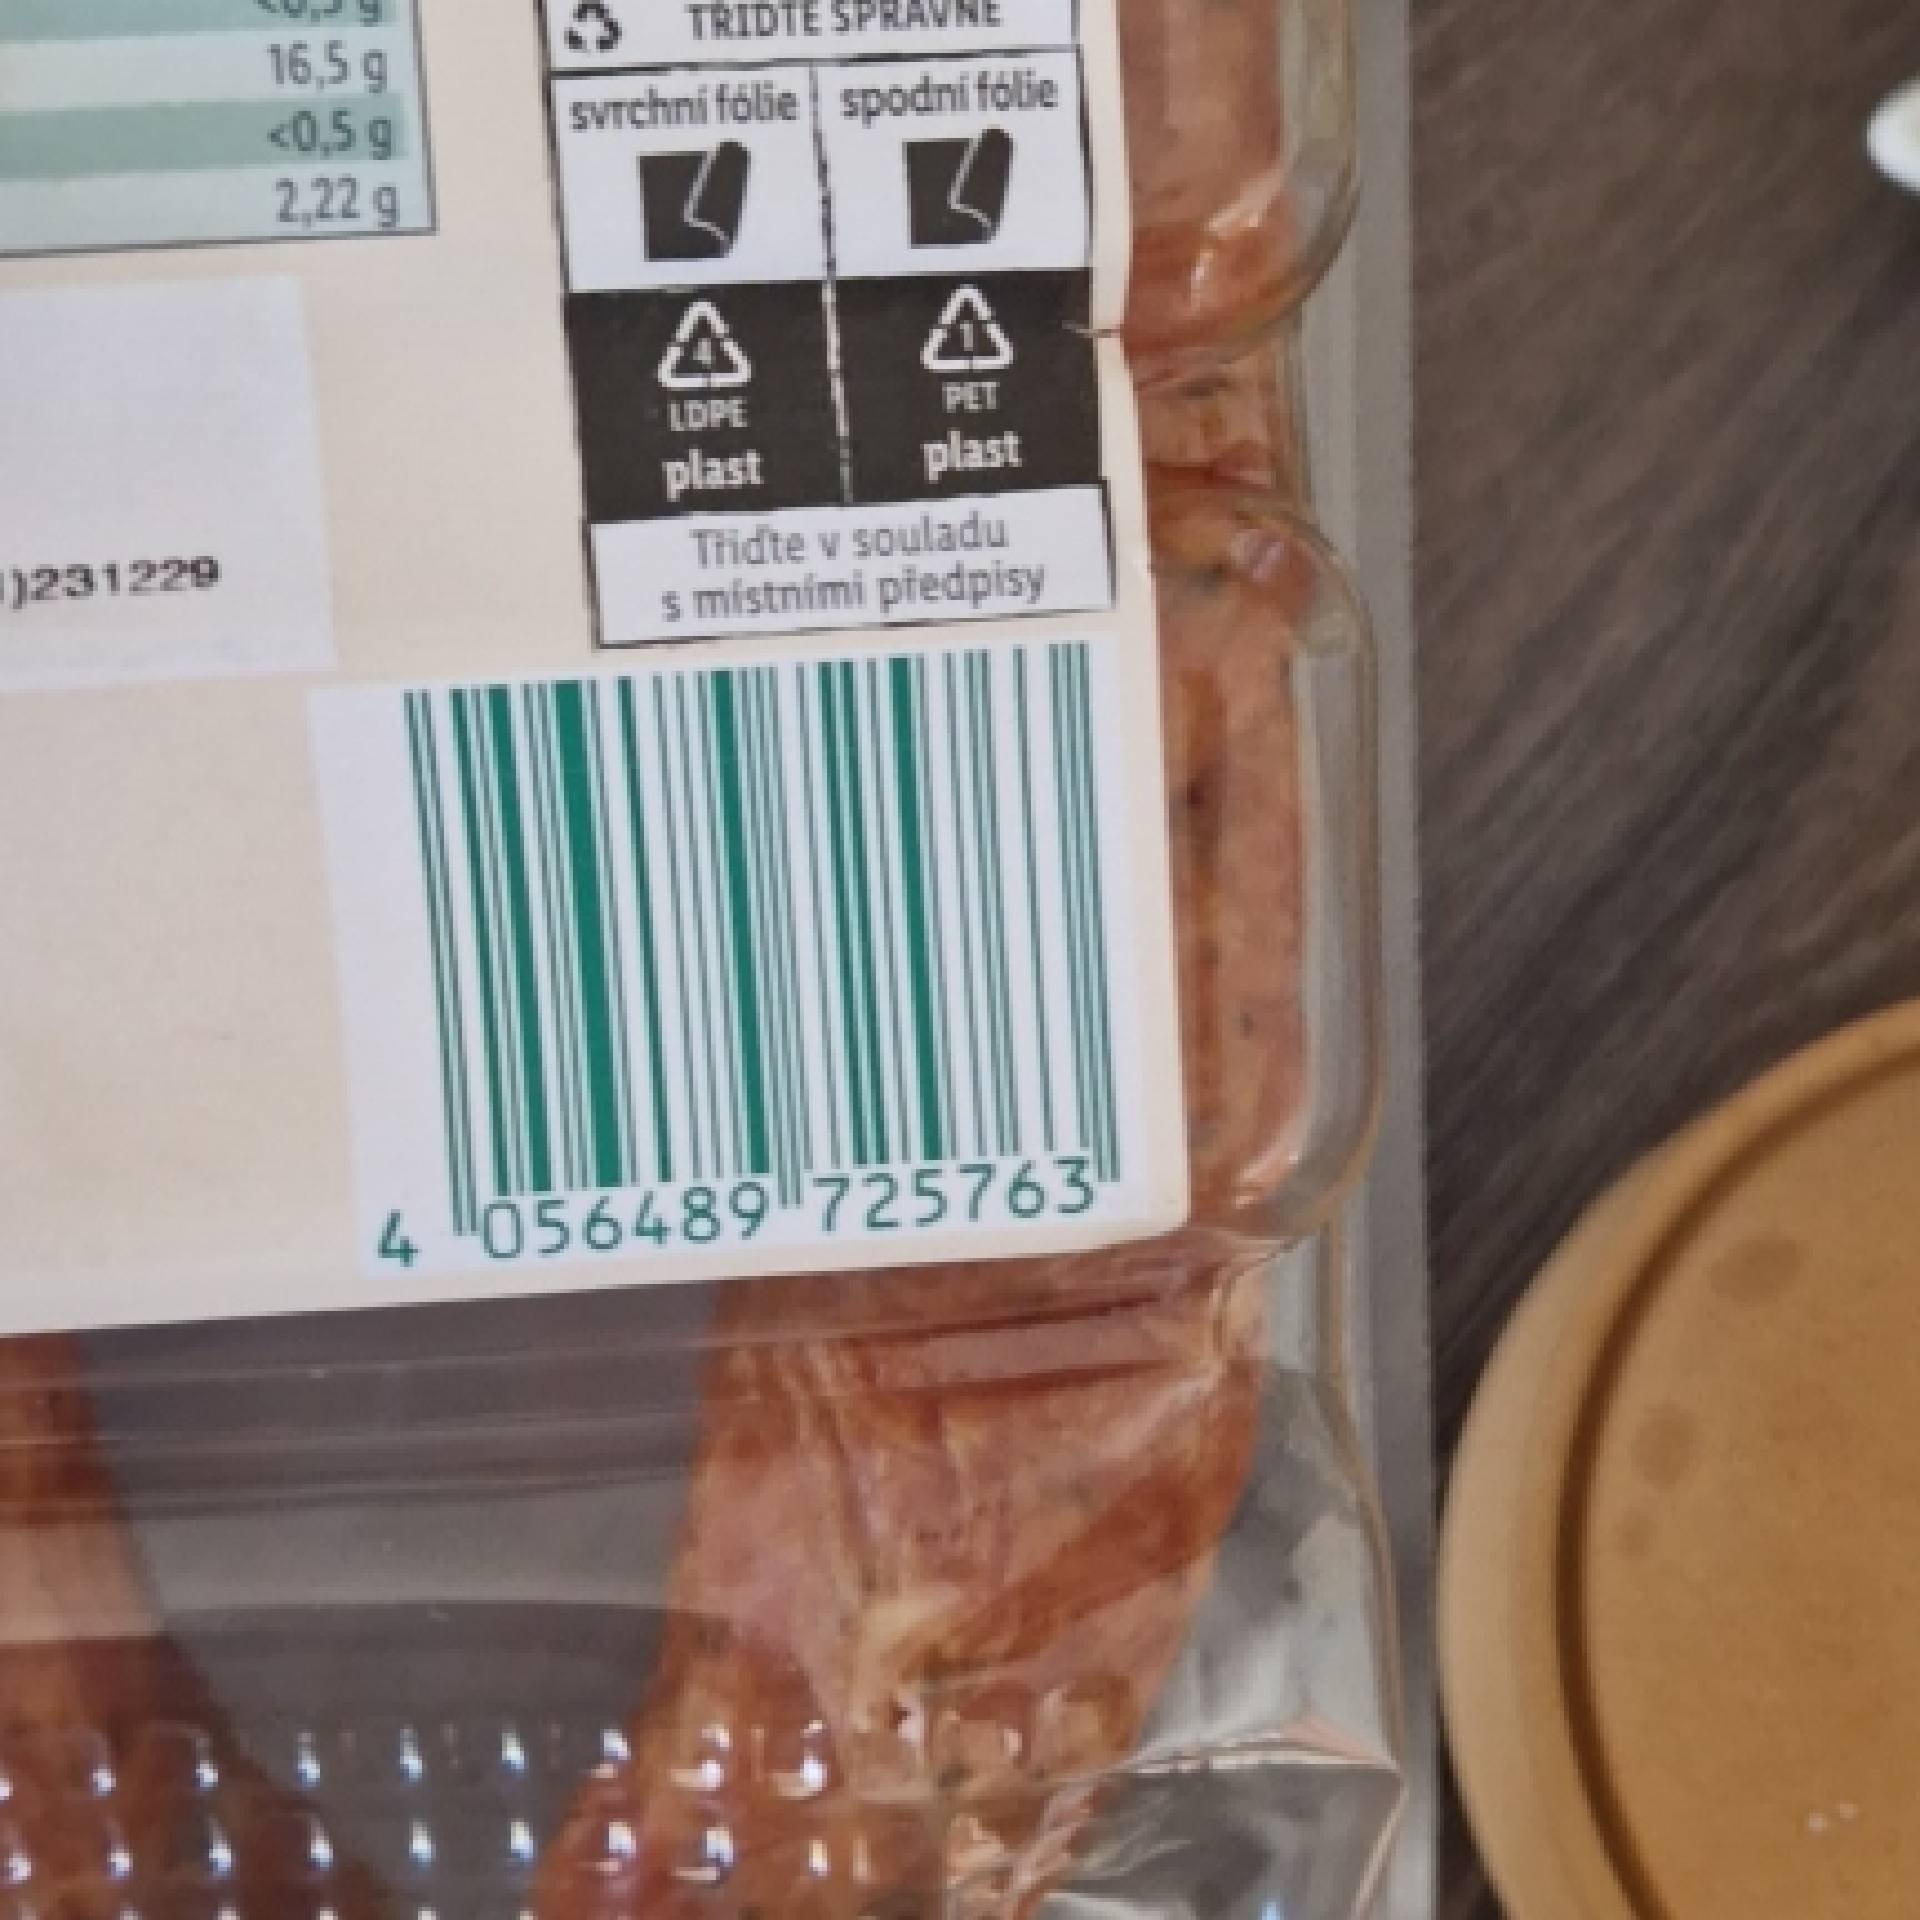 16,5 g
<0,5 g
2,22 g
TŘIĎTE SPRÁVNĚ
svrchní fólie
spodní fólie
4
LDPE
plast
1
PET
plast
Třiďte v souladu
s místními předpisy
)231229
4 056489 725763